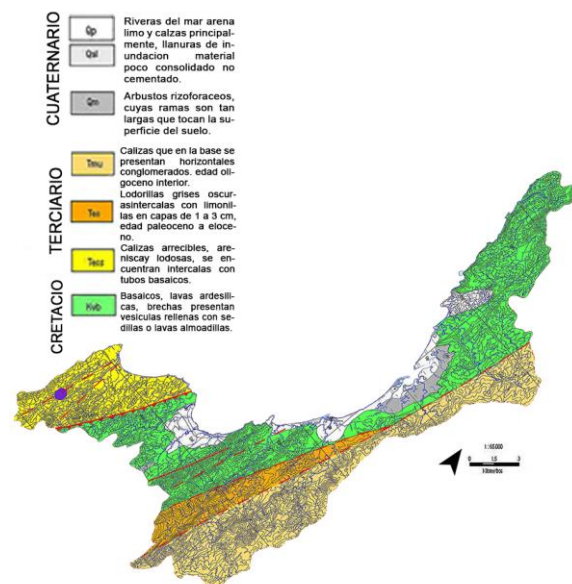 CUATERNARIO
Qp
Riveras del mar arena
limo y calzas principal-
mente, llanuras de in-
undacion material
poco consolidado no
cementado.
Qal
Qm
Arbustos rizoforaceos,
cuyas ramas son tan
largas que tocan la su-
perficie del suelo.
TERCIARIO
Tmu
Calizas que en la base se
presentan horizontales
conglomerados. edad oli-
goceno interior.
Lodorillas grises oscur-
asintercalas con limonil-
las en capas de 1 a 3 cm,
edad paleoceno a eloce-
no.
Calizas arrecibles, are-
niscay lodosas, se en-
cuentran intercalas con
tubos basaicos.
CRETACIO
Kvb
Basaicos, lavas ardesili-
cas, brechas presentan
vesiculas rellenas con se-
dillas o lavas almoadillas.
0 1.5 3